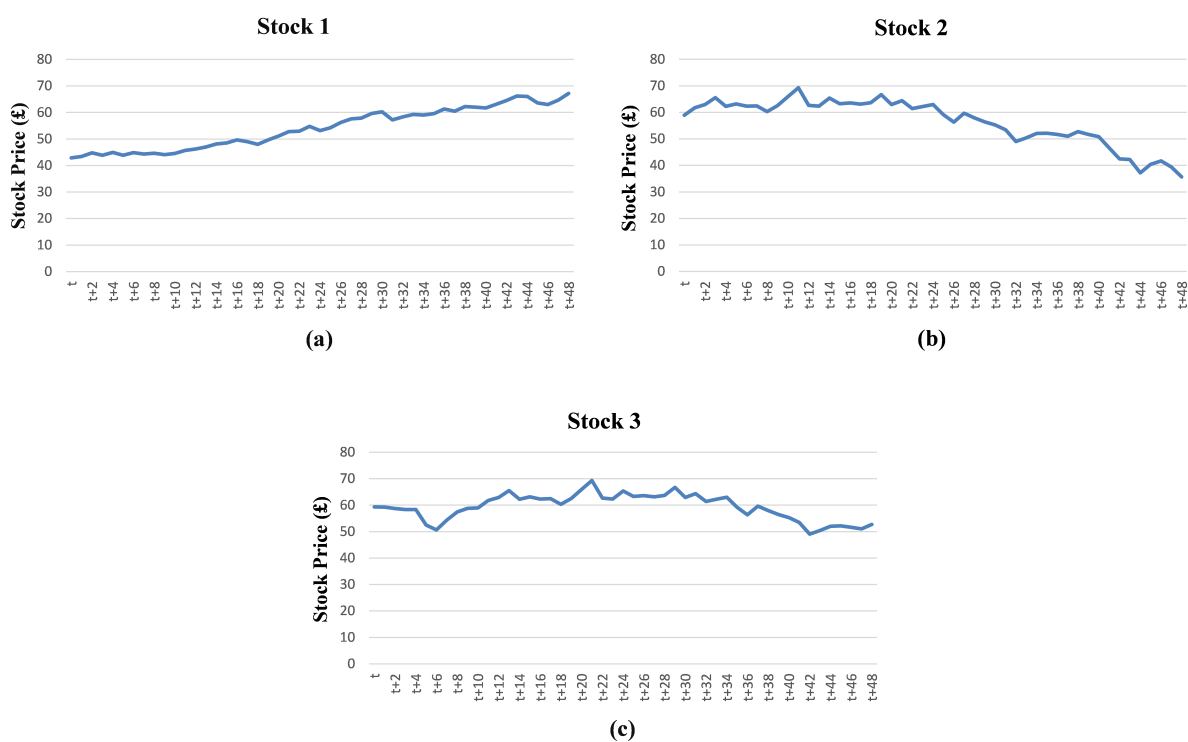 Stock 1
Stock Price (£)
80
70
60
50
40
30
20
10
0
t
t+2
t+4
t+6
t+8
t+10
t+12
t+14
t+16
t+18
t+20
t+22
t+24
t+26
t+28
t+30
t+32
t+34
t+36
t+38
t+40
t+42
t+44
t+46
t+48
(a)
Stock 2
Stock Price (£)
80
70
60
50
40
30
20
10
0
t
t+2
t+4
t+6
t+8
t+10
t+12
t+14
t+16
t+18
t+20
t+22
t+24
t+26
t+28
t+30
t+32
t+34
t+36
t+38
t+40
t+42
t+44
t+46
t+48
(b)
Stock 3
Stock Price (£)
80
70
60
50
40
30
20
10
0
t
t+2
t+4
t+6
t+8
t+10
t+12
t+14
t+16
t+18
t+20
t+22
t+24
t+26
t+28
t+30
t+32
t+34
t+36
t+38
t+40
t+42
t+44
t+46
t+48
(c)